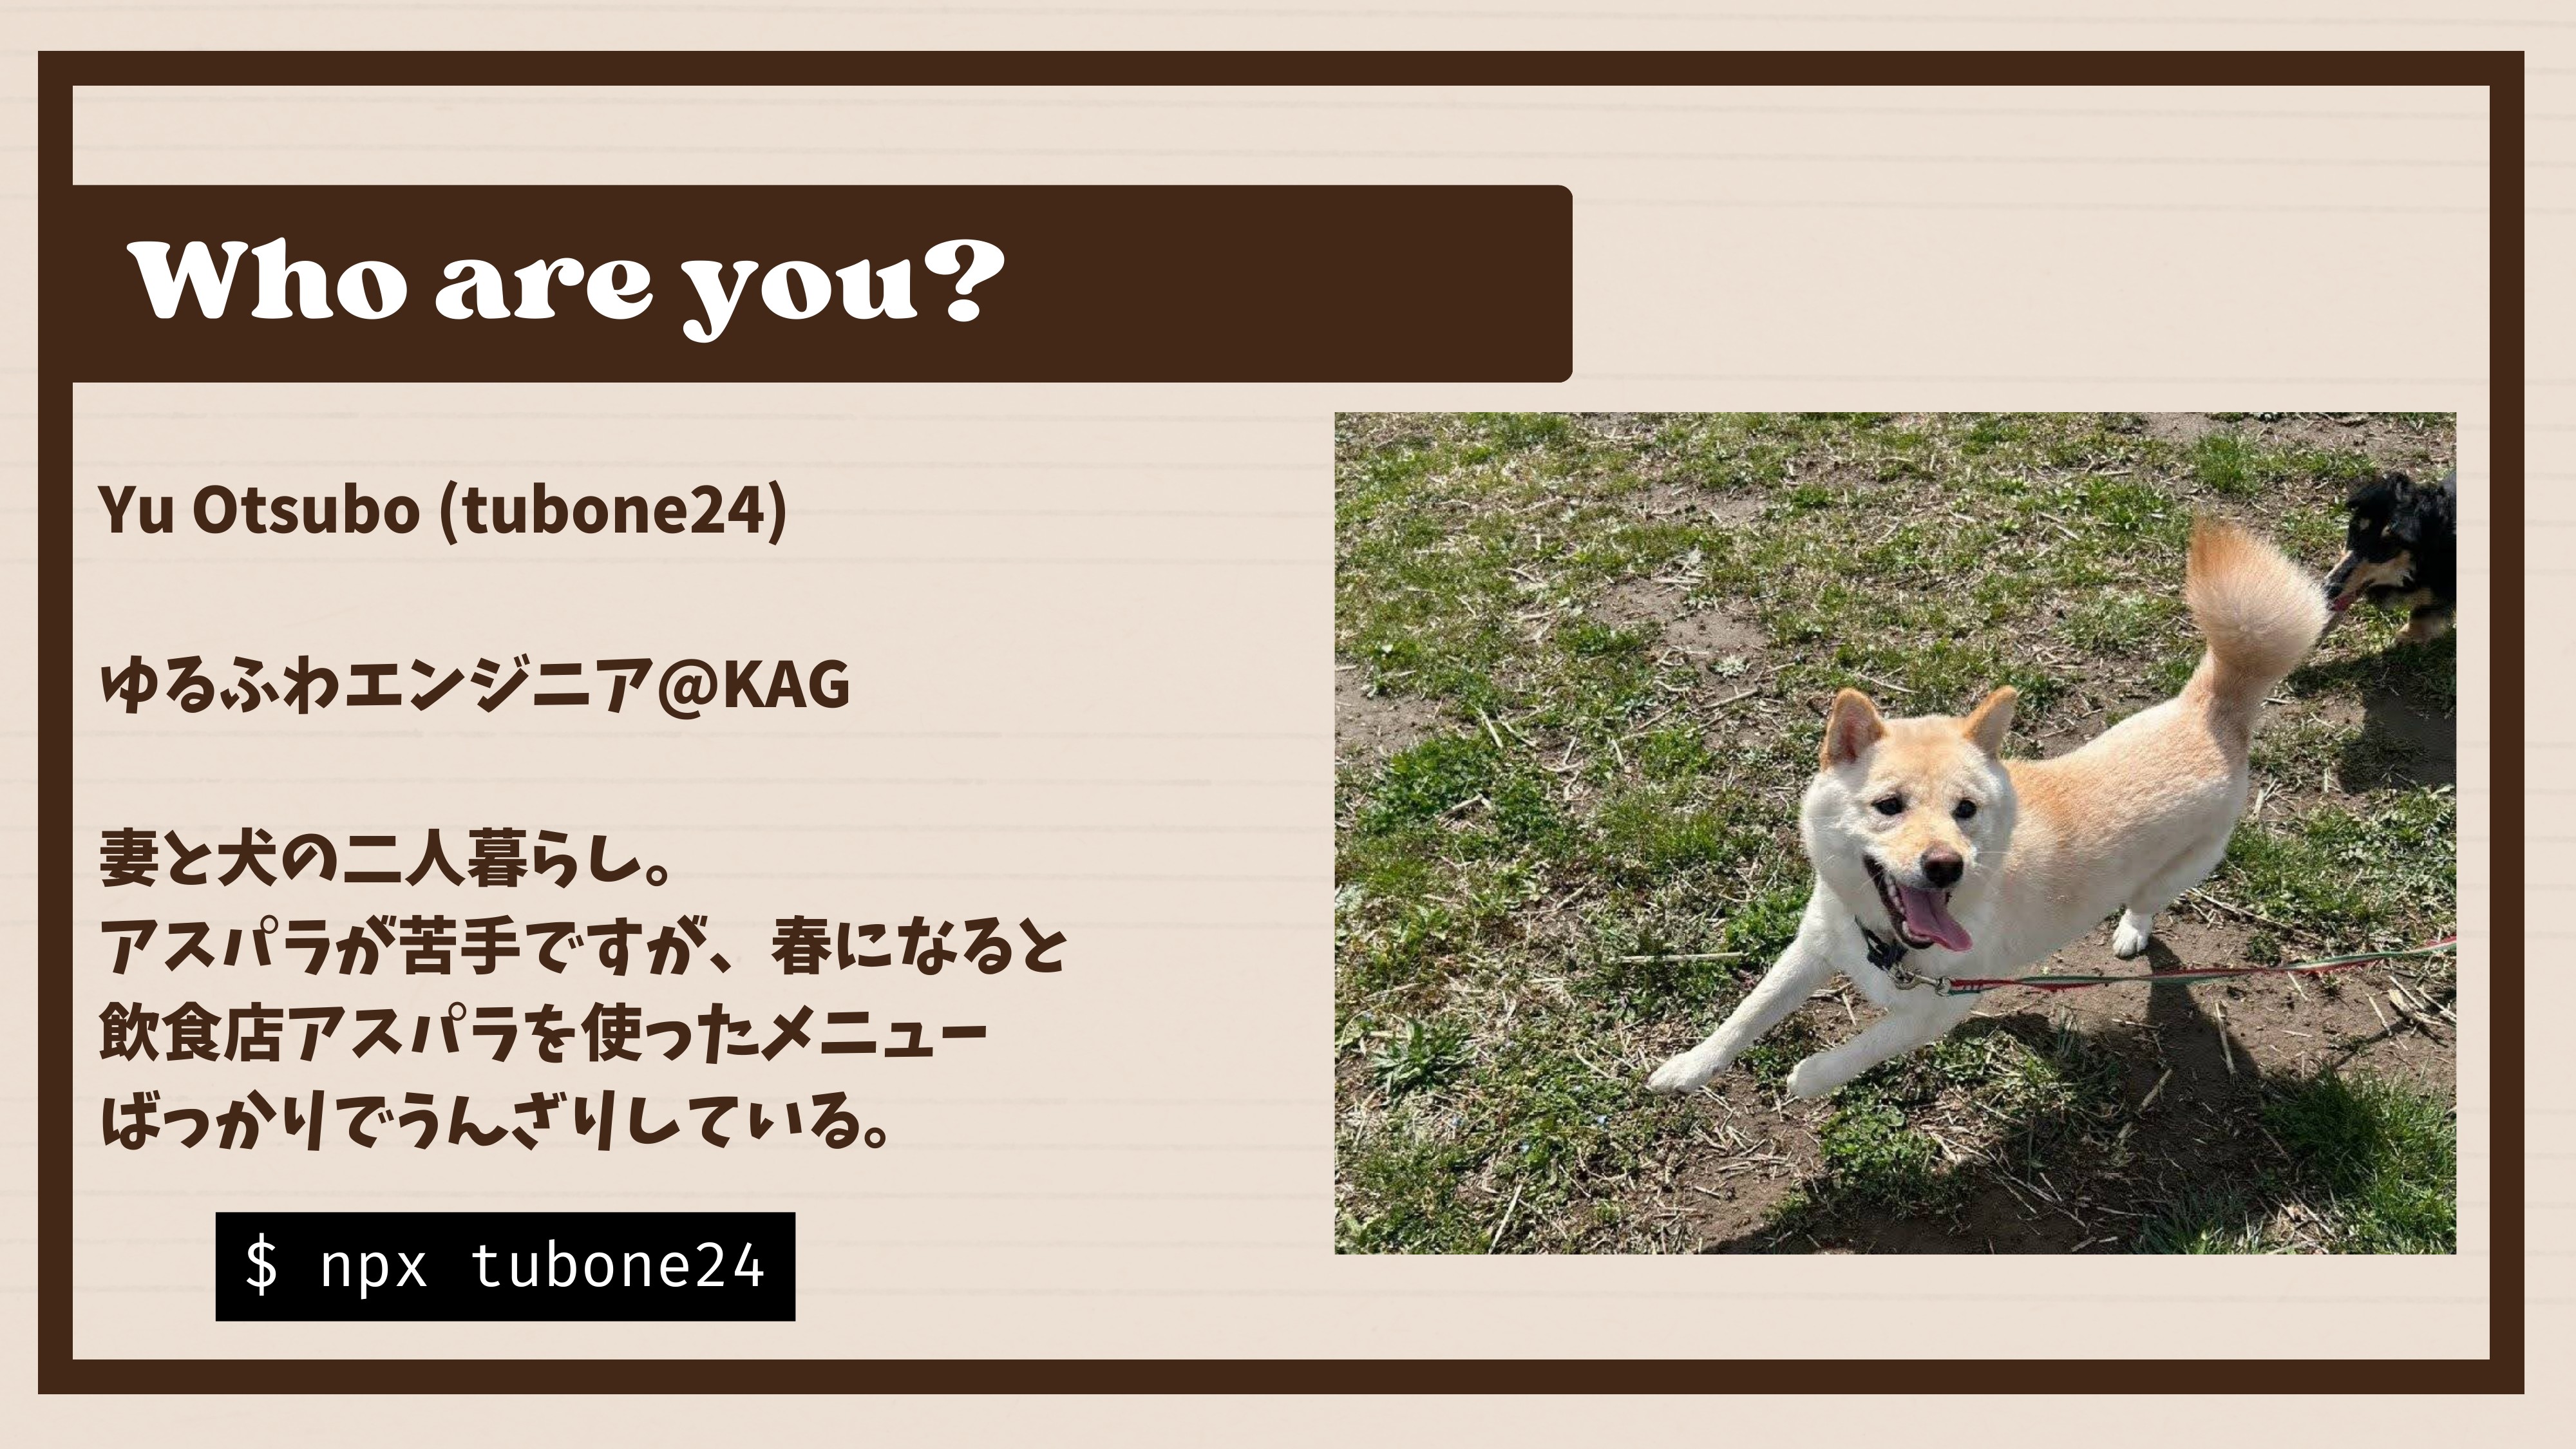 Who are you?
Yu Otsubo (tubone24)
ゆるふわエンジニア@KAG
妻と犬の二人暮らし。
アスパラが苦手ですが、春になると
飲食店アスパラを使ったメニュー
ばっかりでうんざりしている。
$ npx tubone24